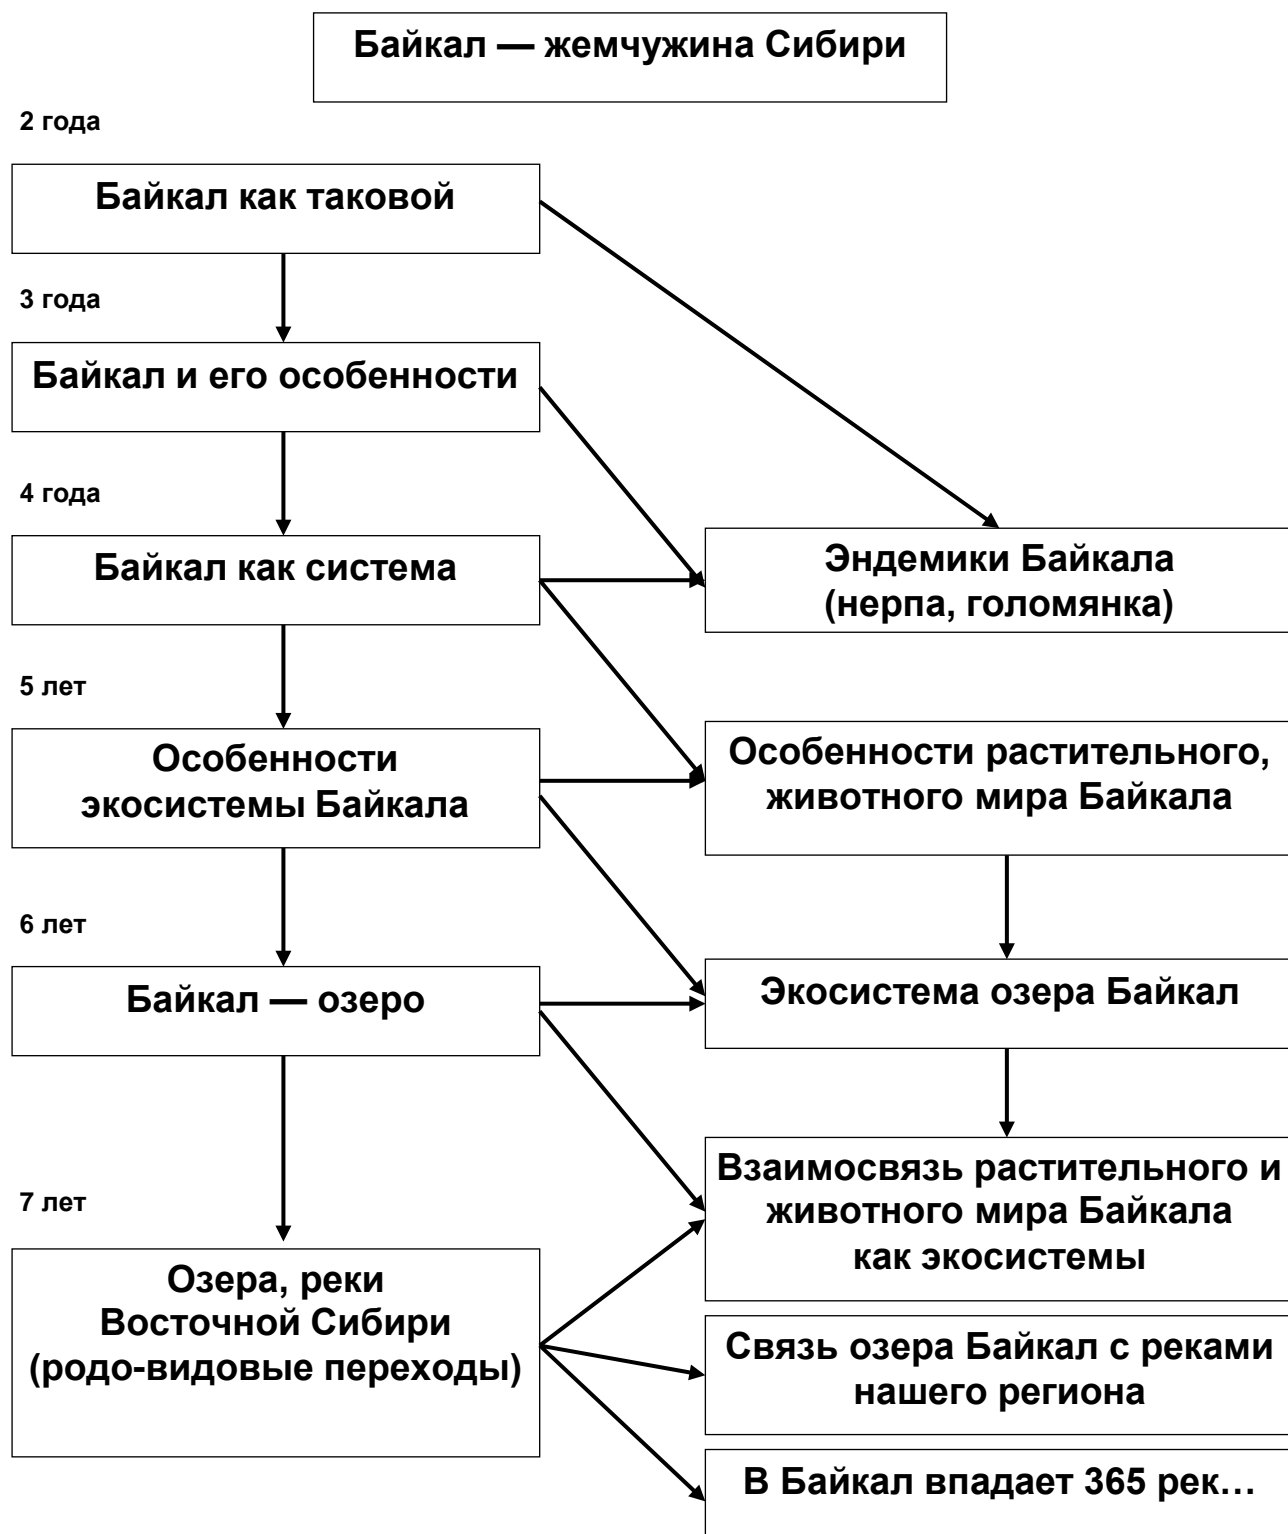 Байкал — жемчужина Сибири
2 года
Байкал как таковой
3 года
Байкал и его особенности
4 года
Байкал как система
Эндемики Байкала
(нерпа, голомянка)
5 лет
Особенности
экосистемы Байкала
Особенности растительного,
животного мира Байкала
6 лет
Байкал — озеро
Экосистема озера Байкал
Взаимосвязь растительного и
животного мира Байкала
как экосистемы
7 лет
Озера, реки
Восточной Сибири
(родо-видовые переходы)
Связь озера Байкал с реками
нашего региона
В Байкал впадает 365 рек…